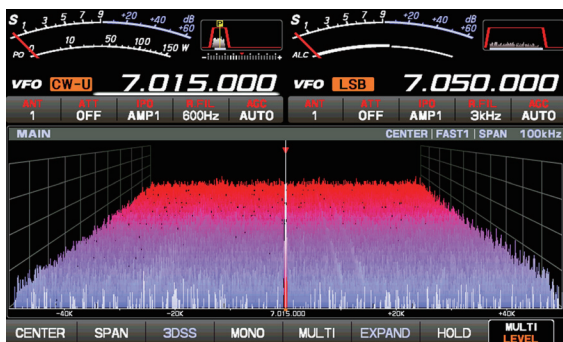 S 1 3 5 7 9 +20 +40 +60 dB
PO 0 10 50 100 150 W
S 1 3 5 7 9 +20 +40 +60 dB
ALC
P
VFO CW-U 7.015.000
VFO LSB 7.050.000
ANT ATT IPO R.FIL AGC
1 OFF AMP1 600Hz AUTO
ANT ATT IPO R.FIL AGC
1 OFF AMP1 3kHz AUTO
MAIN CENTER | FAST1 | SPAN 100kHz
-40K -20K 7.015.000 +20K +40K
CENTER SPAN 3DSS MONO MULTI EXPAND HOLD MULTI
LEVEL